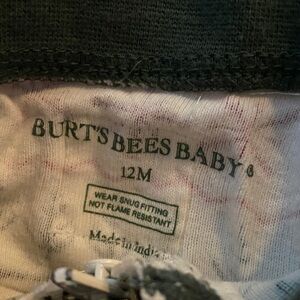 BURT'S BEES BABY®
12M
WEAR SNUG FITTING
NOT FLAME RESISTANT
Made in India